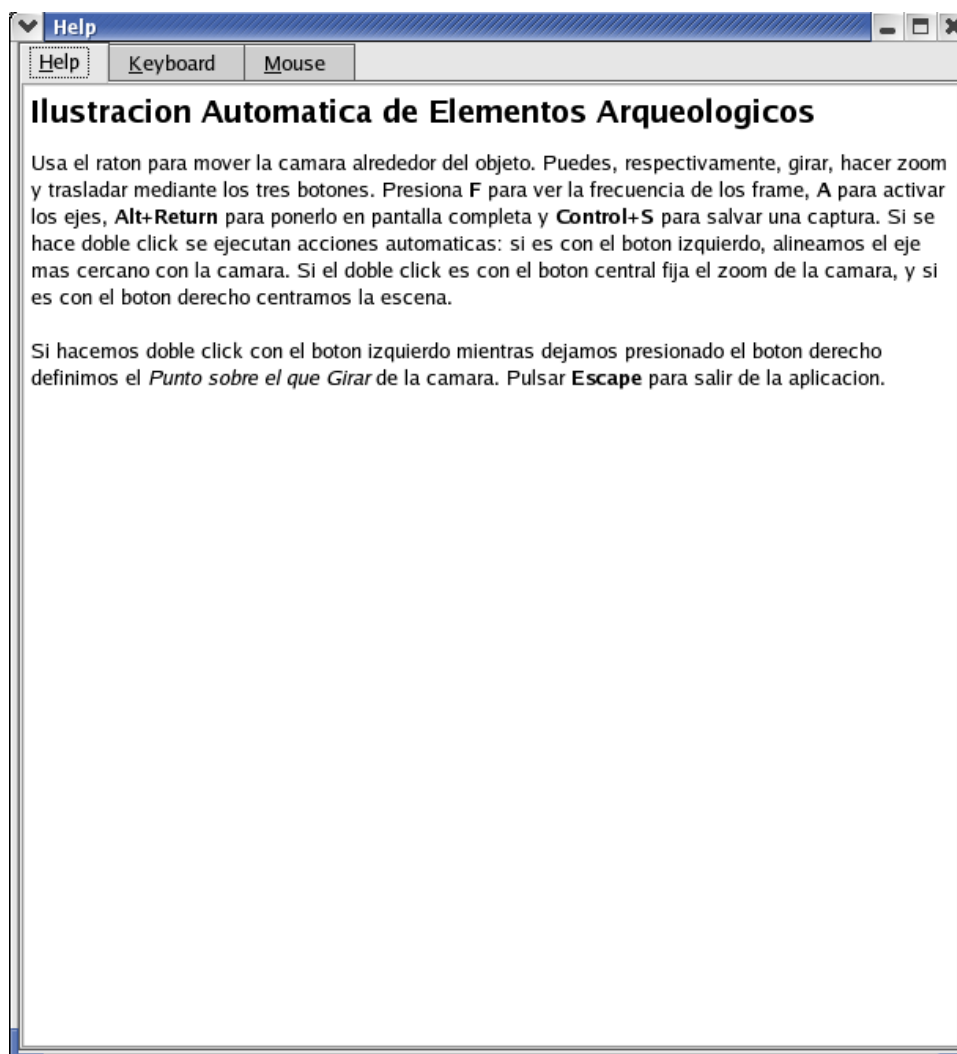 Help
Help Keyboard Mouse
Ilustracion Automatica de Elementos Arqueologicos
Usa el raton para mover la camara alrededor del objeto. Puedes, respectivamente, girar, hacer zoom
y trasladar mediante los tres botones. Presiona F para ver la frecuencia de los frame, A para activar
los ejes, Alt+Return para ponerlo en pantalla completa y Control+S para salvar una captura. Si se
hace doble click se ejecutan acciones automaticas: si es con el boton izquierdo, alineamos el eje
mas cercano con la camara. Si el doble click es con el boton central fija el zoom de la camara, y si
es con el boton derecho centramos la escena.
Si hacemos doble click con el boton izquierdo mientras dejamos presionado el boton derecho
definimos el Punto sobre el que Girar de la camara. Pulsar Escape para salir de la aplicacion.